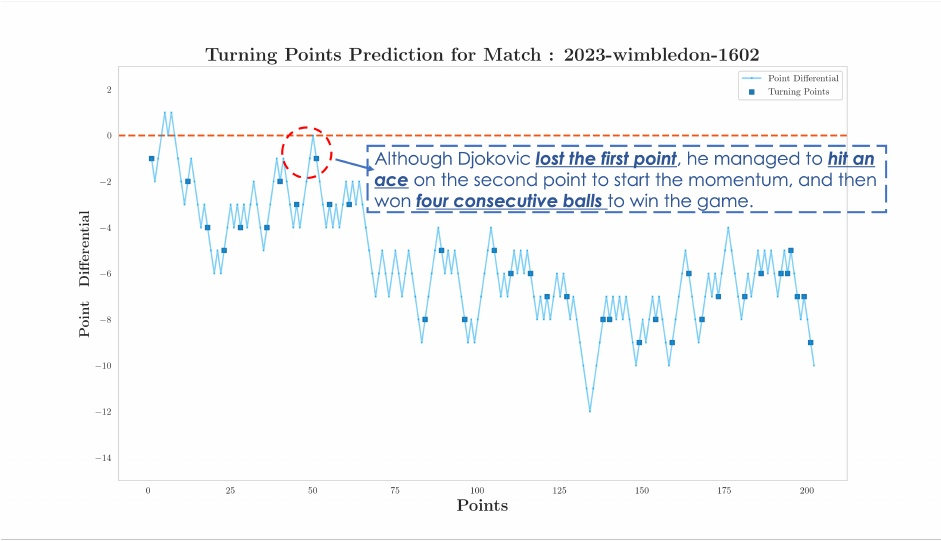 Turning Points Prediction for Match : 2023-wimbledon-1602
Point Differential
Turning Points
2
0
−2
−4
−6
−8
−10
−12
−14
Point Differential
Although Djokovic lost the first point, he managed to hit an
ace on the second point to start the momentum, and then
won four consecutive balls to win the game.
0
25
50
75
100
125
150
175
200
Points